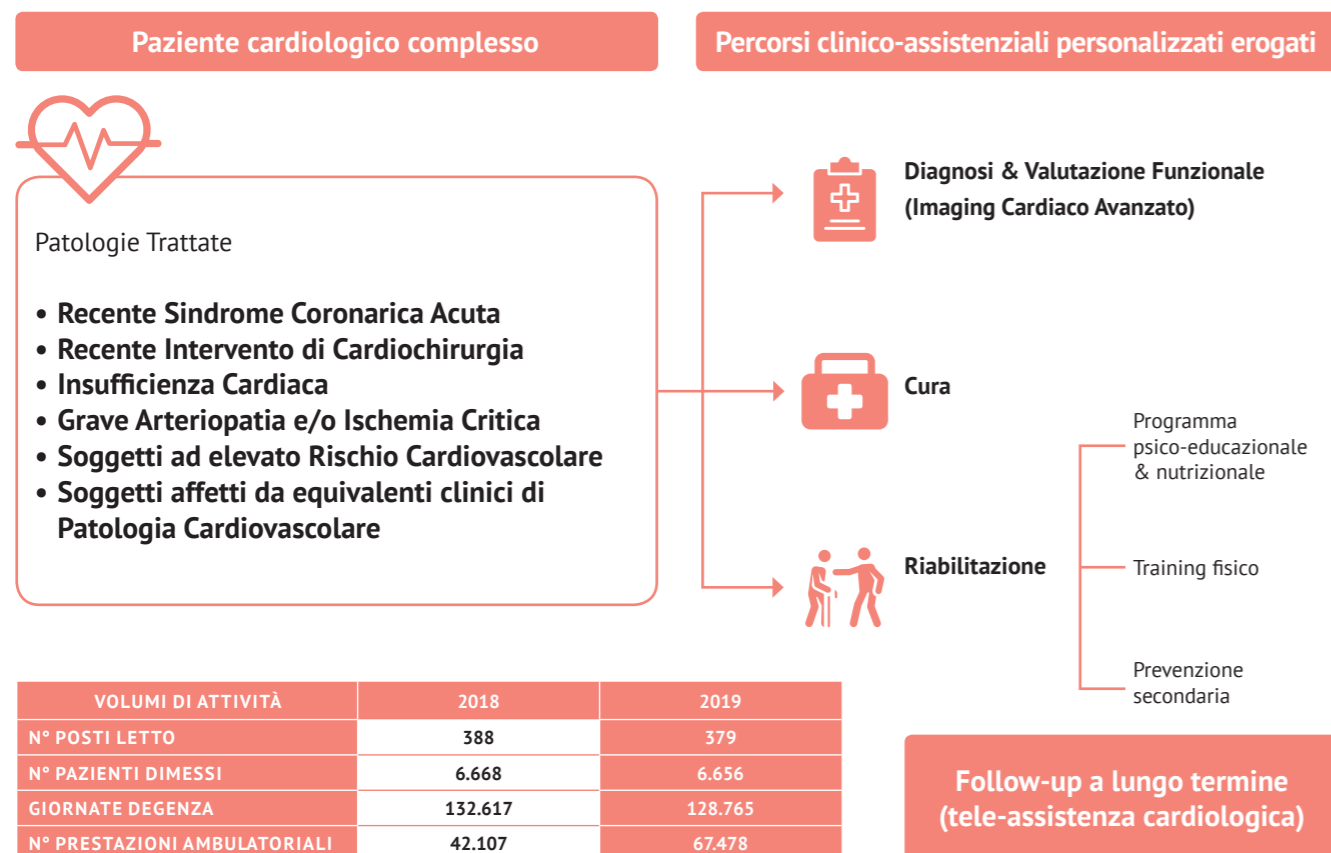 Paziente cardiologico complesso
Percorsi clinico-assistenziali personalizzati erogati
Patologie Trattate
• Recente Sindrome Coronarica Acuta
• Recente Intervento di Cardiochirurgia
• Insufficienza Cardiaca
• Grave Arteriopatia e/o Ischemia Critica
• Soggetti ad elevato Rischio Cardiovascolare
• Soggetti affetti da equivalenti clinici di
Patologia Cardiovascolare
Diagnosi & Valutazione Funzionale
(Imaging Cardiaco Avanzato)
Cura
Riabilitazione
Programma
psico-educazionale
& nutrizionale
Training fisico
Prevenzione
secondaria
VOLUMI DI ATTIVITÀ 2018 2019
N° POSTI LETTO 388 379
N° PAZIENTI DIMESSI 6.668 6.656
GIORNATE DEGENZA 132.617 128.765
N° PRESTAZIONI AMBULATORIALI 42.107 67.478
Follow-up a lungo termine
(tele-assistenza cardiologica)